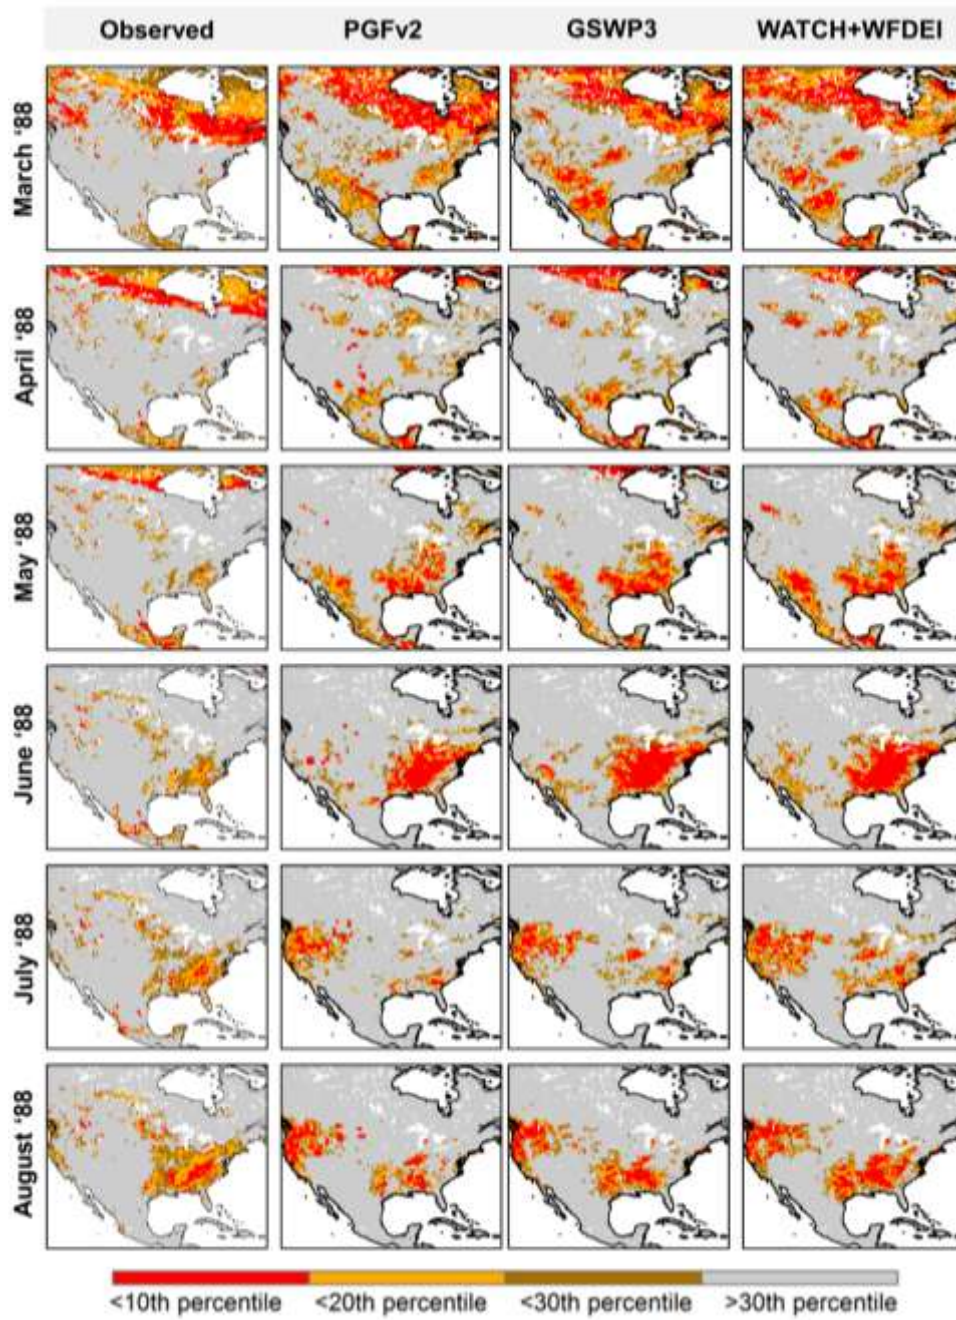 Observed PGFv2 GSWP3 WATCH+WFDEI
March '88
April '88
May '88
June '88
July '88
August '88
<10th percentile <20th percentile <30th percentile >30th percentile